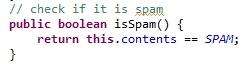 // check if it is spam
public boolean isSpam() {
return this.contents == SPAM;
}